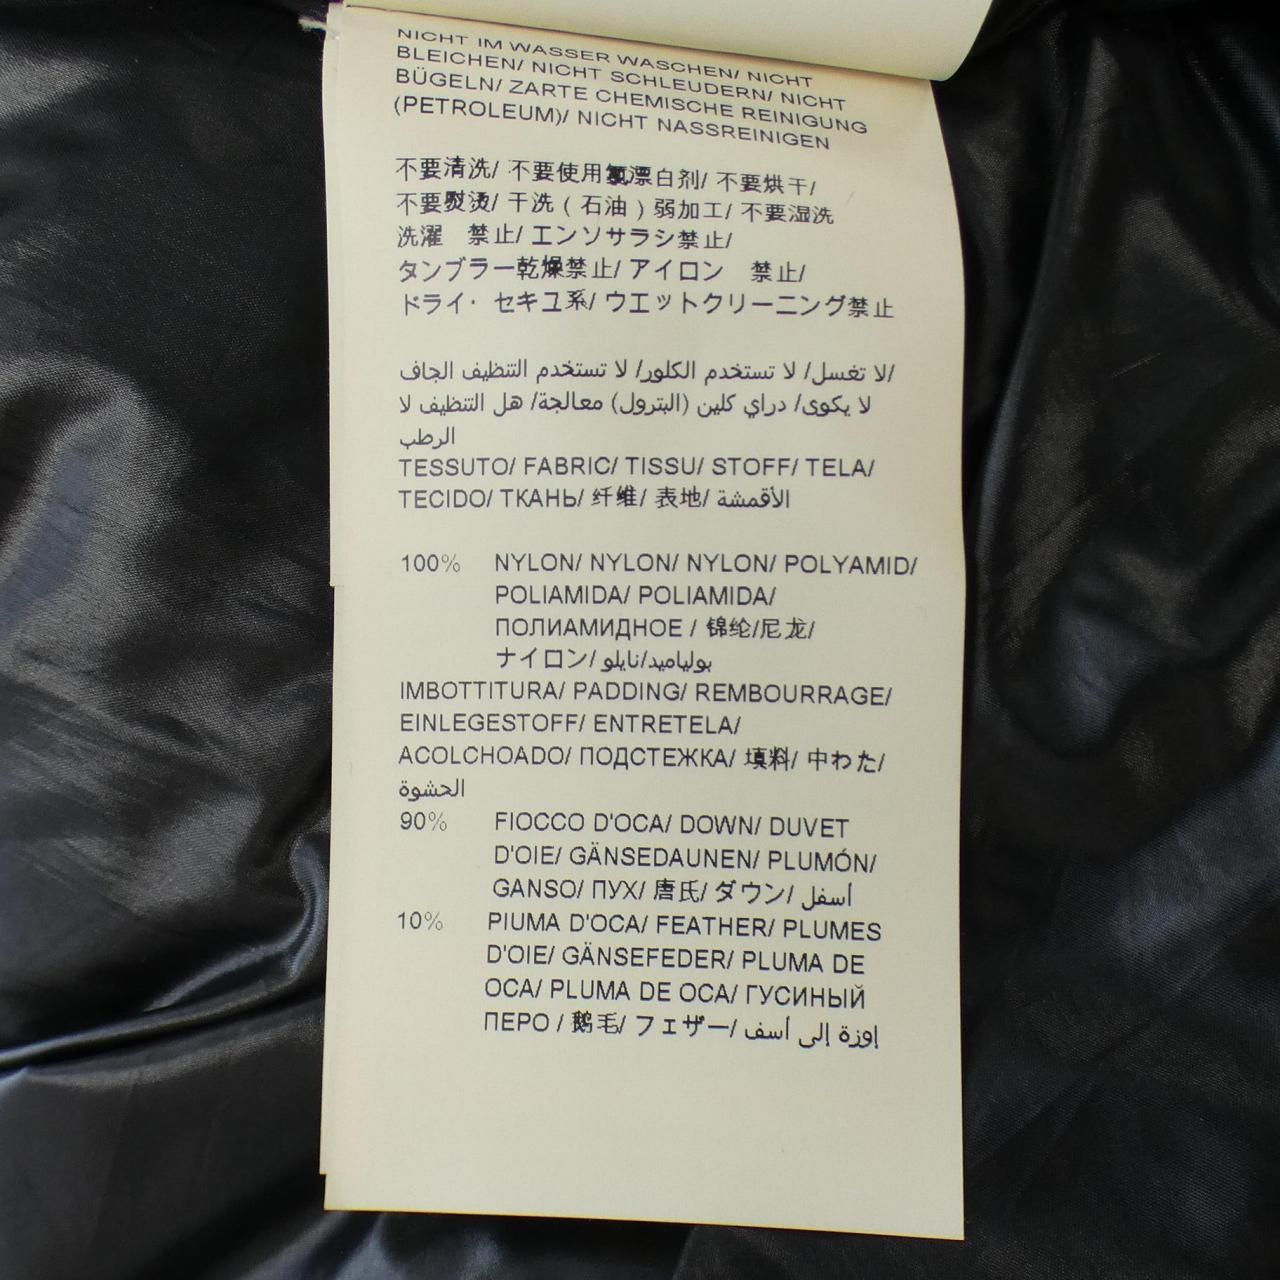 NICHT IM WASSER WASCHEN/ NICHT
BLEICHEN/ NICHT SCHLEUDERN/ NICHT
BÜGELN/ ZARTE CHEMISCHE REINIGUNG
(PETROLEUM)/ NICHT NASSREINIGEN
不要清洗/ 不要使用氯漂白剂/ 不要烘干/
不要熨烫/ 干洗 ( 石油 ) 弱加工/ 不要湿洗
洗濯　禁止/ エンソサラシ禁止/
タンブラー乾燥禁止/ アイロン　禁止/
ドライ・ セキユ系/ ウエットクリーニング禁止
لا تغسل/ لا تستخدم الكلور/ لا تستخدم التنظيف الجاف/
لا يكوى/ دراي كلين (البترول) معالجة/ هل التنظيف لا
الرطب
TESSUTO/ FABRIC/ TISSU/ STOFF/ TELA/
TECIDO/ ТКАНЬ/ 纤维/ 表地/ الأقمشة
100% NYLON/ NYLON/ NYLON/ POLYAMID/
POLIAMIDA/ POLIAMIDA/
ПОЛИАМИДНОЕ / 锦纶/尼龙/
ナイロン/ بولياميد/نايلو
IMBOTTITURA/ PADDING/ REMBOURRAGE/
EINLEGESTOFF/ ENTRETELA/
ACOLCHOADO/ ПОДСТЕЖКА/ 填料/ 中わた/
الحشوة
90% FIOCCO D'OCA/ DOWN/ DUVET
D'OIE/ GÄNSEDAUNEN/ PLUMÓN/
GANSO/ ПУХ/ 唐氏/ ダウン/ أسفل
10% PIUMA D'OCA/ FEATHER/ PLUMES
D'OIE/ GÄNSEFEDER/ PLUMA DE
OCA/ PLUMA DE OCA/ ГУСИНЫЙ
ПЕРО / 鹅毛/ フェザー/ إوزة إلى أسف